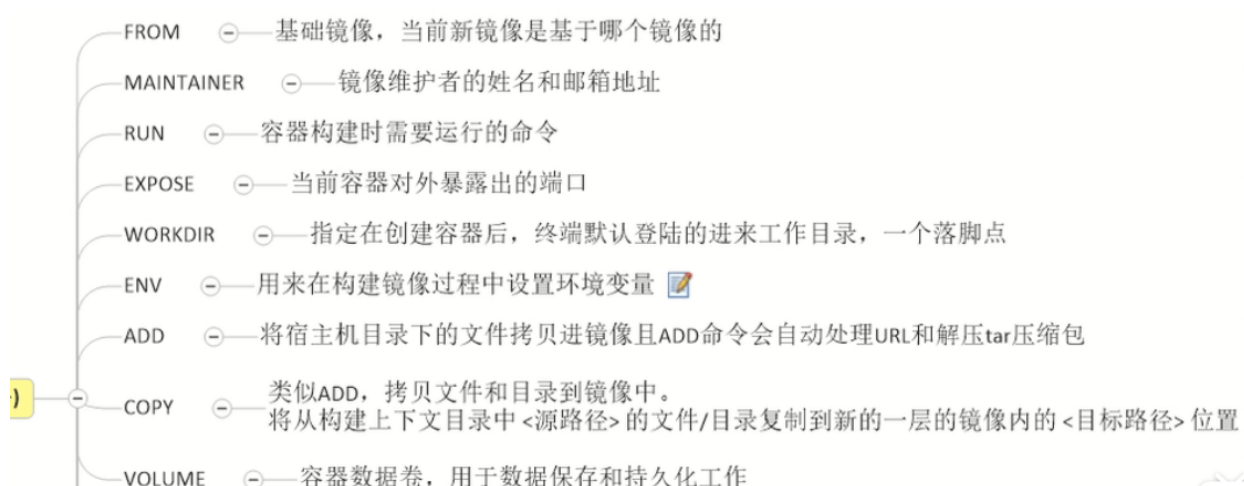 FROM 基础镜像，当前新镜像是基于哪个镜像的
MAINTAINER 镜像维护者的姓名和邮箱地址
RUN 容器构建时需要运行的命令
EXPOSE 当前容器对外暴露出的端口
WORKDIR 指定在创建容器后，终端默认登陆的进来工作目录，一个落脚点
ENV 用来在构建镜像过程中设置环境变量
ADD 将宿主机目录下的文件拷贝进镜像且ADD命令会自动处理URL和解压tar压缩包
类似ADD，拷贝文件和目录到镜像中。
COPY 将从构建上下文目录中<源路径>的文件/目录复制到新的一层的镜像内的<目标路径>位置
VOLUME 容器数据卷，用于数据保存和持久化工作